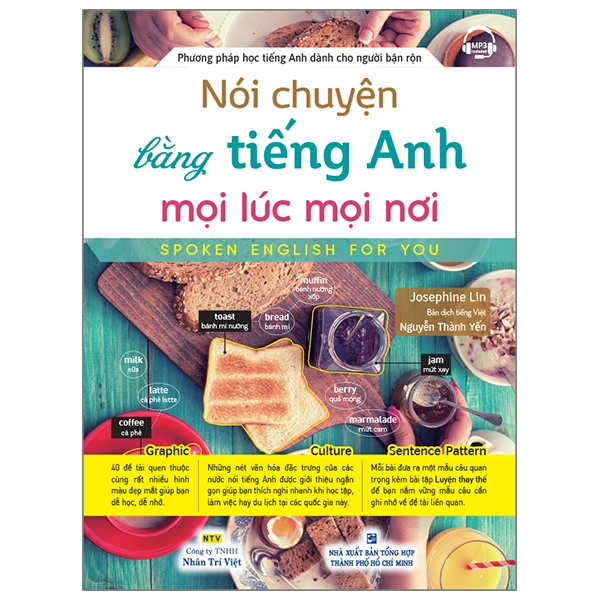 Phương pháp học tiếng Anh dành cho người bận rộn
MP3
included
Nói chuyện
bằng tiếng Anh
mọi lúc mọi nơi
SPOKEN ENGLISH FOR YOU
muffin
bánh nướng
xốp
Josephine Lin
Bản dịch tiếng Việt
Nguyễn Thành Yến
toast
bánh mì nướng
bread
bánh mì
milk
sữa
jam
mứt xay
latte
cà phê
berry
quả mọng
coffee
cà phê
marmalade
mứt cam
Graphic
40 đề tài quen thuộc
cùng rất nhiều hình
màu đẹp mắt giúp bạn
dễ học, dễ nhớ.
Culture
Những nét văn hóa đặc trưng của các
nước nói tiếng Anh được giới thiệu ngắn
gọn giúp bạn thích nghi nhanh khi học tập,
làm việc hay du lịch tại các quốc gia này.
Sentence Pattern
Mỗi bài đưa ra một mẫu câu quan
trọng kèm bài tập Luyện thay thế
để bạn nắm vững mẫu câu cần
ghi nhớ về đề tài liên quan.
NTV
Công ty TNHH
Nhân Trí Việt
NHÀ XUẤT BẢN TỔNG HỢP
THÀNH PHỐ HỒ CHÍ MINH